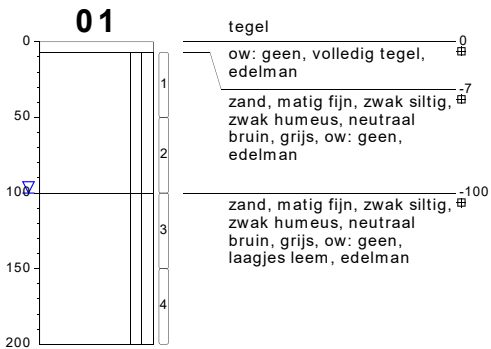 01
tegel
0
0
ow: geen, volledig tegel,
edelman
-7
1
zand, matig fijn, zwak siltig,
zwak humeus, neutraal
bruin, grijs, ow: geen,
edelman
50
2
100
-100
zand, matig fijn, zwak siltig,
zwak humeus, neutraal
bruin, grijs, ow: geen,
laagjes leem, edelman
3
150
4
200